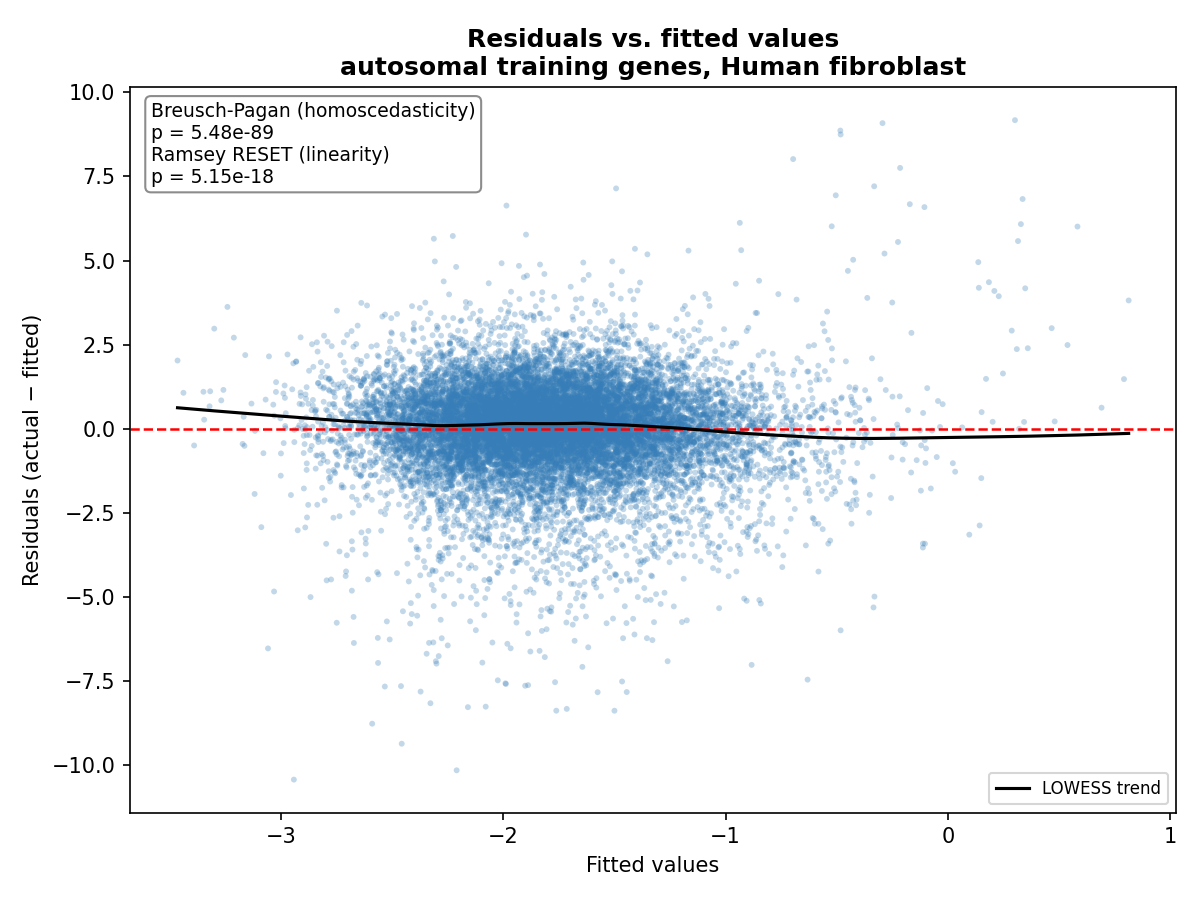 Residuals vs. fitted values
autosomal training genes, Human fibroblast
Breusch-Pagan (homoscedasticity)
p = 5.48e-89
Ramsey RESET (linearity)
p = 5.15e-18
10.0
7.5
5.0
2.5
0.0
−2.5
−5.0
−7.5
−10.0
Residuals (actual − fitted)
LOWESS trend
−3
−2
−1
0
1
Fitted values